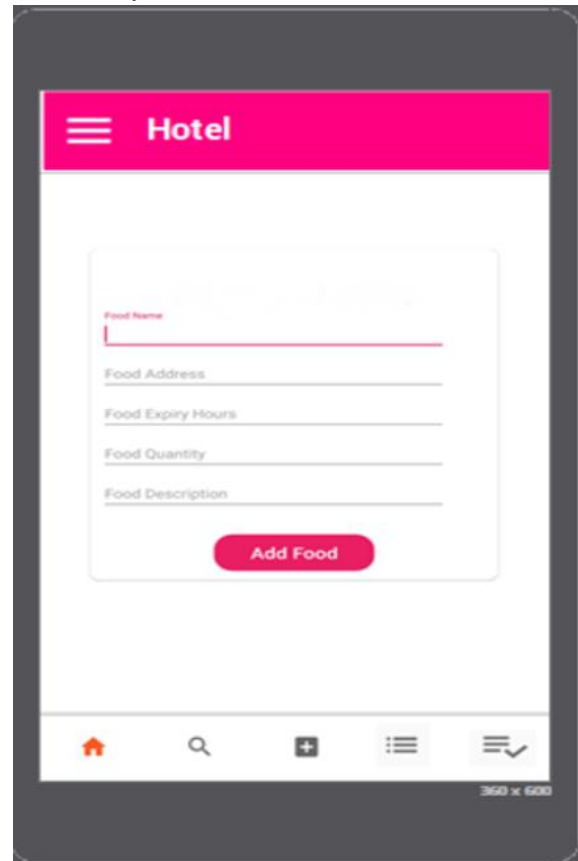 Hotel
Food Name
Food Address
Food Expiry Hours
Food Quantity
Food Description
Add Food
360 x 600